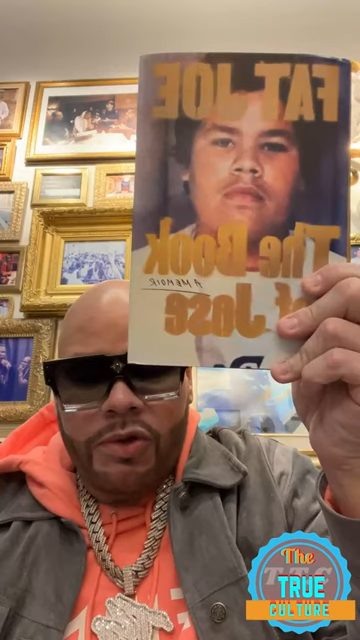 FAT JOE
The Book
A MEMOIR
of Jose
The
TRUE
CULTURE